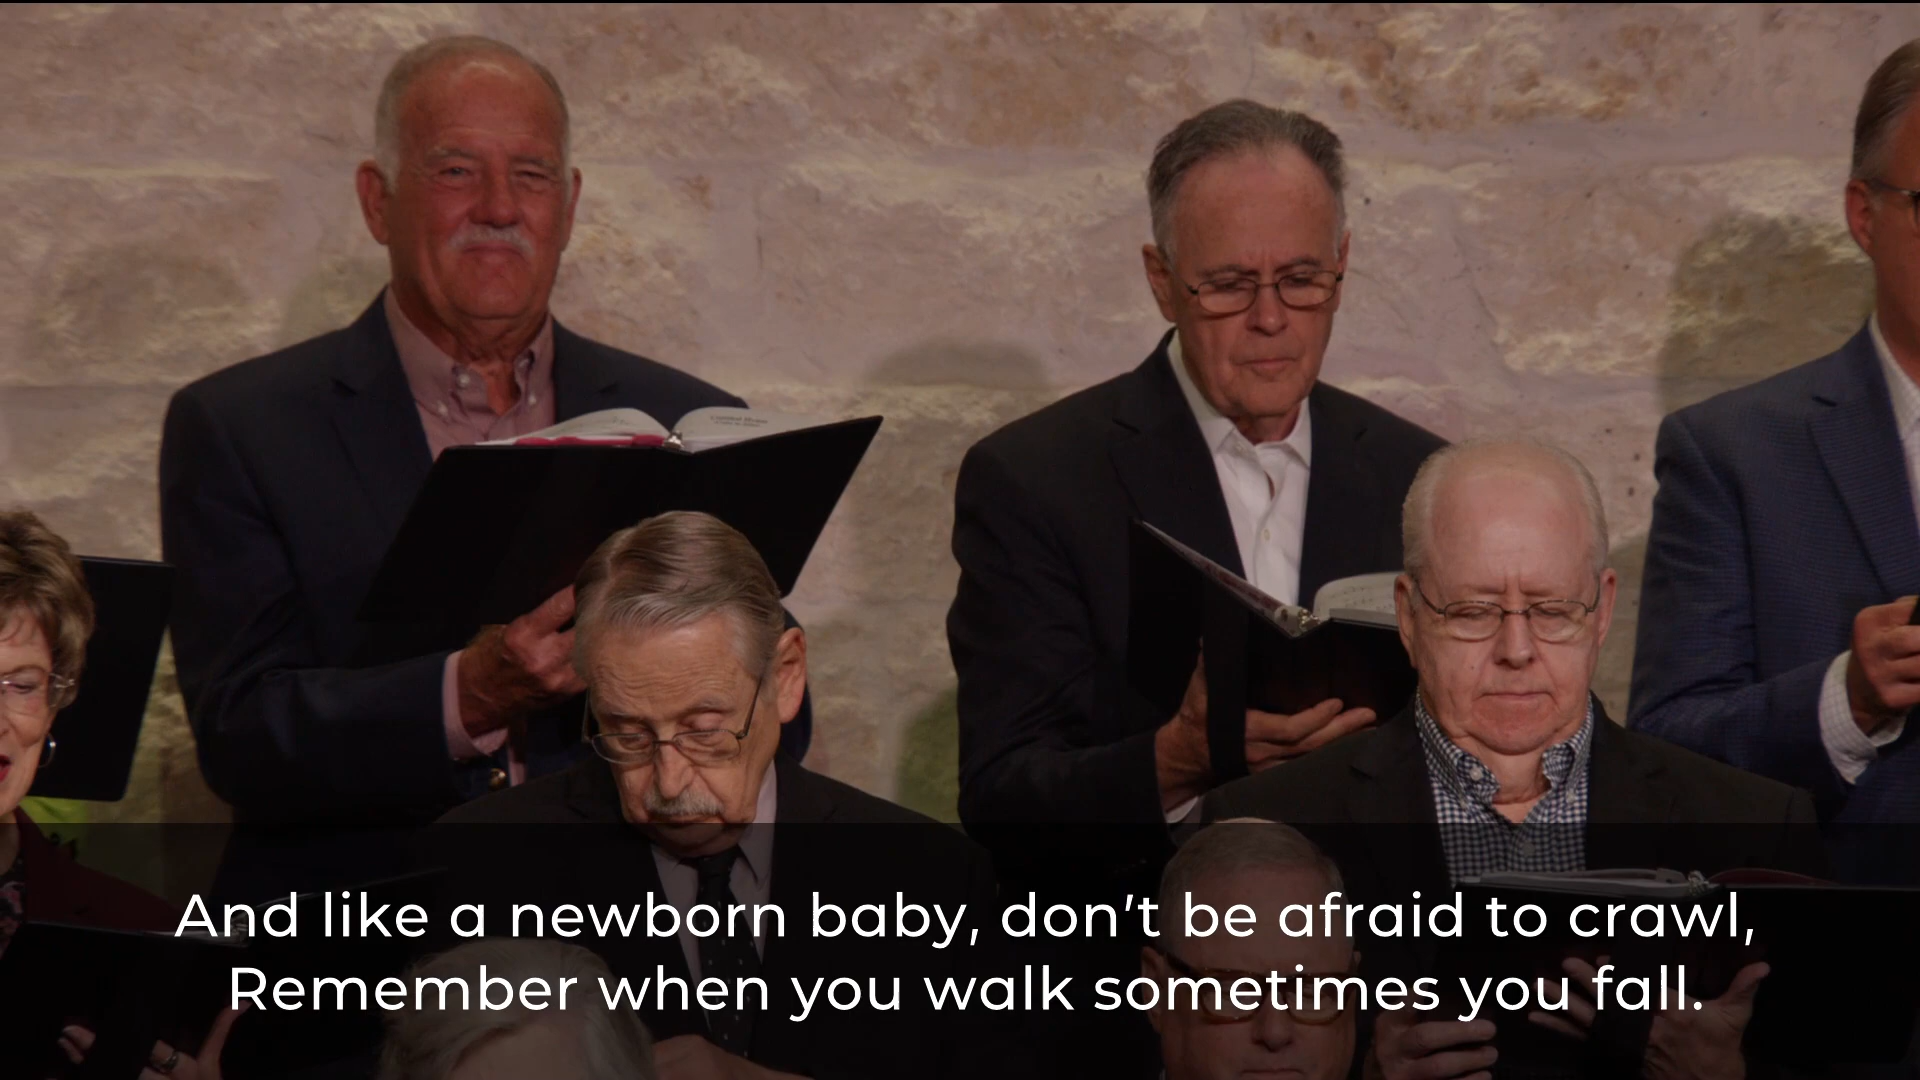 And like a newborn baby, don’t be afraid to crawl,
Remember when you walk sometimes you fall.